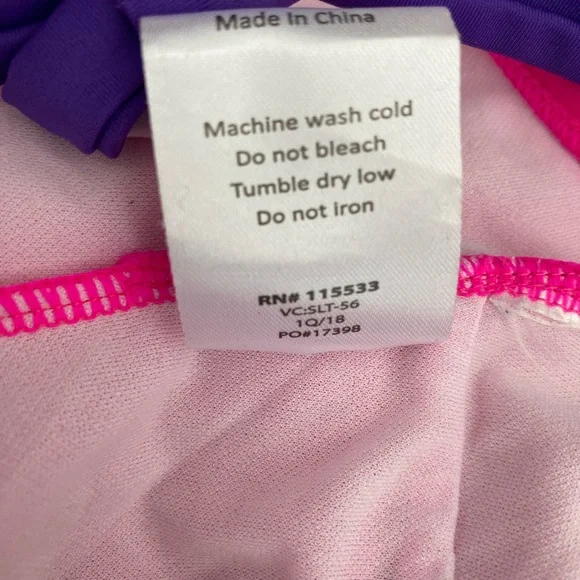 Made In China
Machine wash cold
Do not bleach
Tumble dry low
Do not iron
RN# 115533
VC:SLT-56
1Q/18
PO#17398